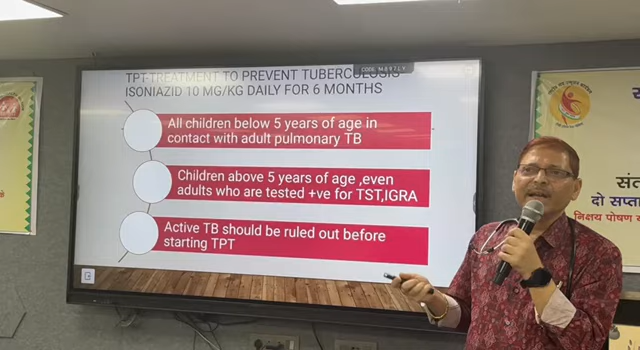 CODE: M897LY
TPT-TREATMENT TO PREVENT TUBERCULOSIS
ISONIAZID 10 MG/KG DAILY FOR 6 MONTHS
All children below 5 years of age in
contact with adult pulmonary TB
Children above 5 years of age ,even
adults who are tested +ve for TST,IGRA
Active TB should be ruled out before
starting TPT
दो सप्ता
निक्षय पोषण